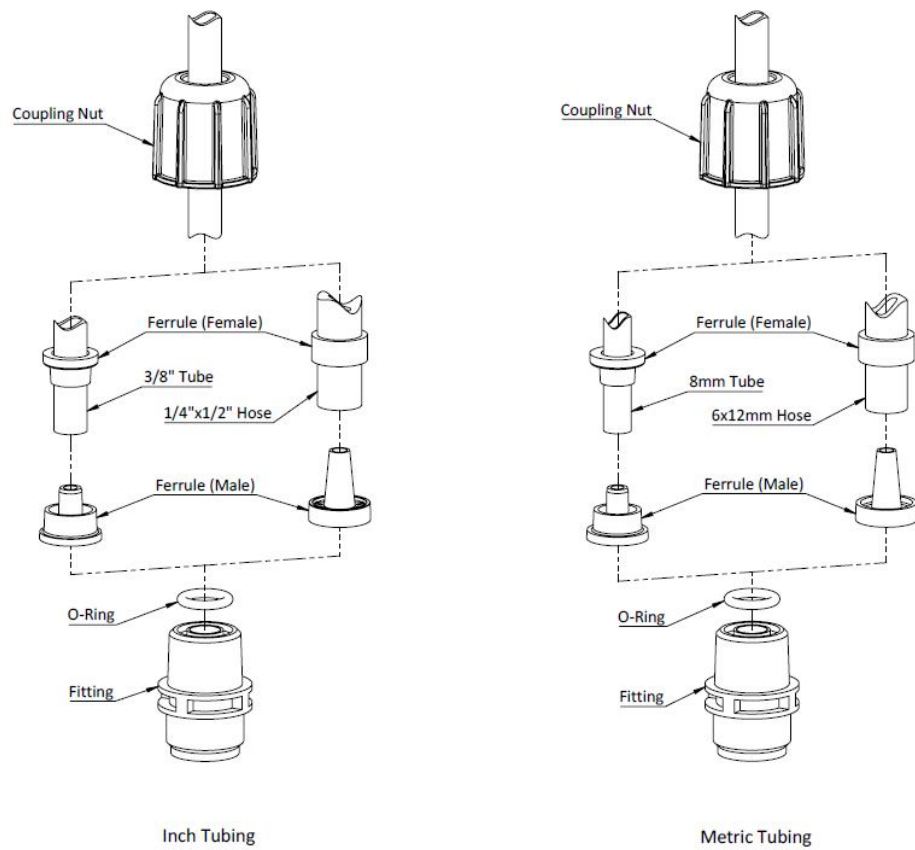 Coupling Nut
Ferrule (Female)
3/8" Tube
1/4"x1/2" Hose
Ferrule (Male)
O-Ring
Fitting
Inch Tubing
Coupling Nut
Ferrule (Female)
8mm Tube
6x12mm Hose
Ferrule (Male)
O-Ring
Fitting
Metric Tubing